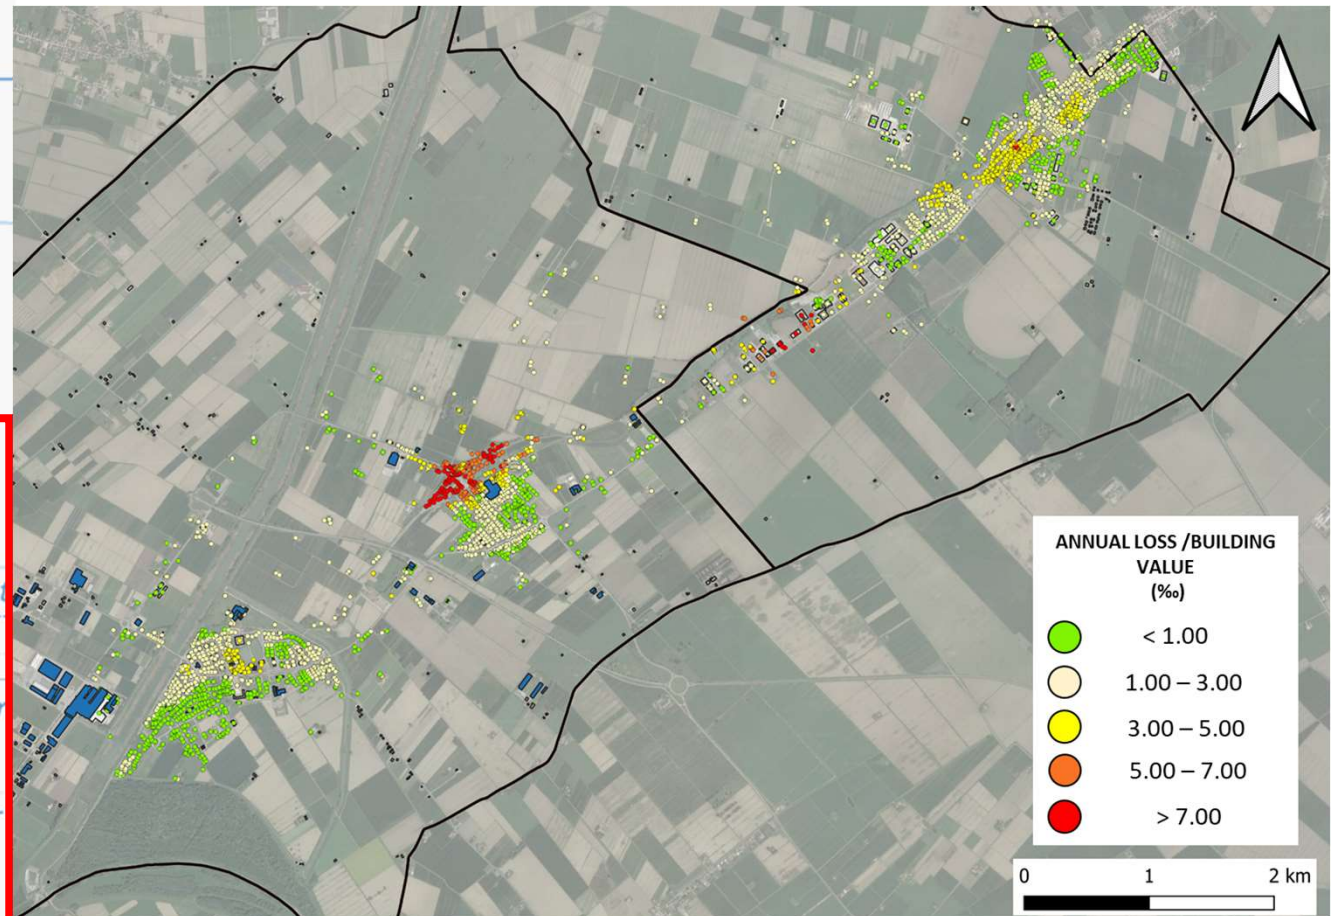 ANNUAL LOSS /BUILDING
VALUE
(‰)
< 1.00
1.00 – 3.00
3.00 – 5.00
5.00 – 7.00
> 7.00
0 1 2 km